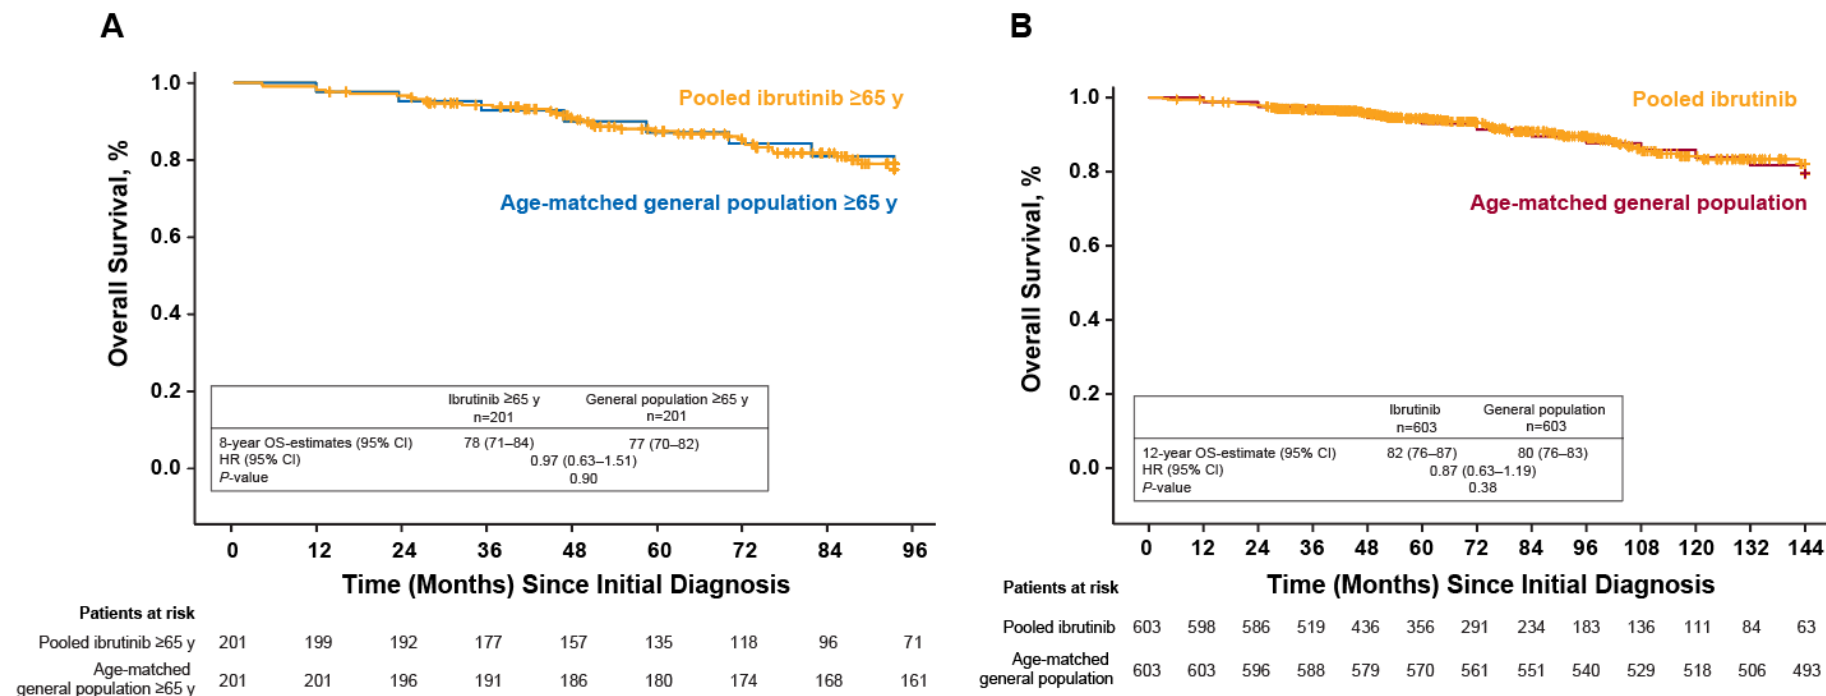 A
Overall Survival, %
1.0
0.8
0.6
0.4
0.2
0.0
Pooled ibrutinib ≥65 y
Age-matched general population ≥65 y
Ibrutinib ≥65 y General population ≥65 y
n=201 n=201
8-year OS-estimates (95% CI) 78 (71–84) 77 (70–82)
HR (95% CI) 0.97 (0.63–1.51)
P-value 0.90
0 12 24 36 48 60 72 84 96
Time (Months) Since Initial Diagnosis
Patients at risk
Pooled ibrutinib ≥65 y 201 199 192 177 157 135 118 96 71
Age-matched
general population ≥65 y 201 201 196 191 186 180 174 168 161
B
Overall Survival, %
1.0
0.8
0.6
0.4
0.2
0.0
Pooled ibrutinib
Age-matched general population
Ibrutinib General population
n=603 n=603
12-year OS-estimate (95% CI) 82 (76–87) 80 (76–83)
HR (95% CI) 0.87 (0.63–1.19)
P-value 0.38
0 12 24 36 48 60 72 84 96 108 120 132 144
Time (Months) Since Initial Diagnosis
Patients at risk
Pooled ibrutinib 603 598 586 519 436 356 291 234 183 136 111 84 63
Age-matched
general population 603 603 596 588 579 570 561 551 540 529 518 506 493